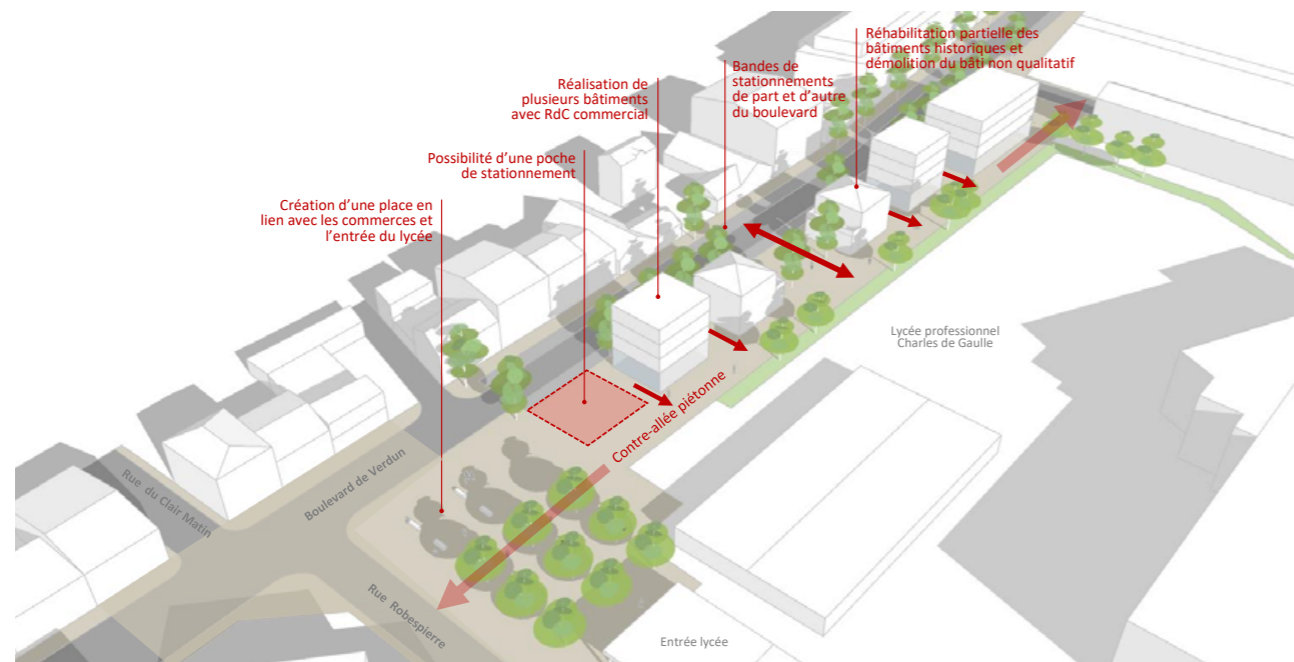 Réhabilitation partielle des
bâtiments historiques et
démolition du bâti non qualitatif
Bandes de
stationnements
de part et d'autre
du boulevard
Réalisation de
plusieurs bâtiments
avec RdC commercial
Possibilité d'une poche
de stationnement
Création d'une place en
lien avec les commerces et
l'entrée du lycée
Lycée professionnel
Charles de Gaulle
Contre-allée piétonne
Boulevard de Verdun
Rue du Clair Matin
Rue Robespierre
Entrée lycée